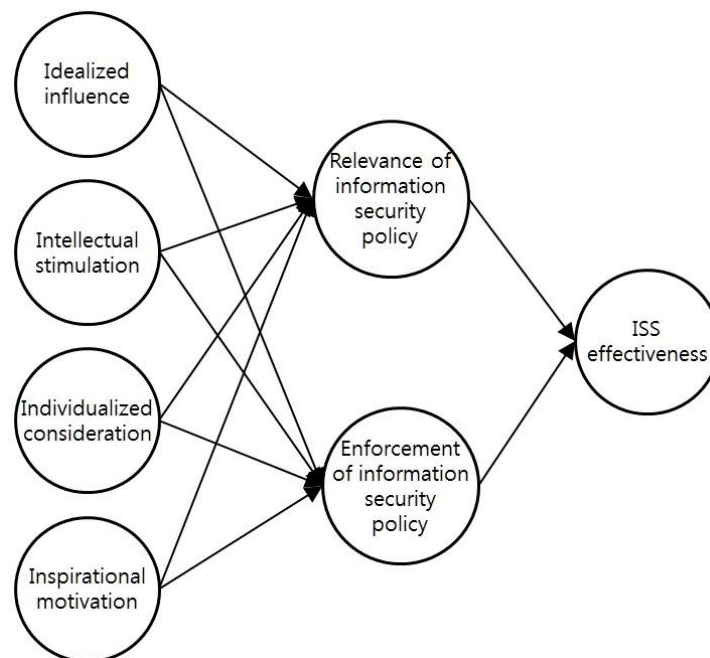 Idealized
influence
Intellectual
stimulation
Individualized
consideration
Inspirational
motivation
Relevance of
information
security
policy
Enforcement
of information
security
policy
ISS
effectiveness